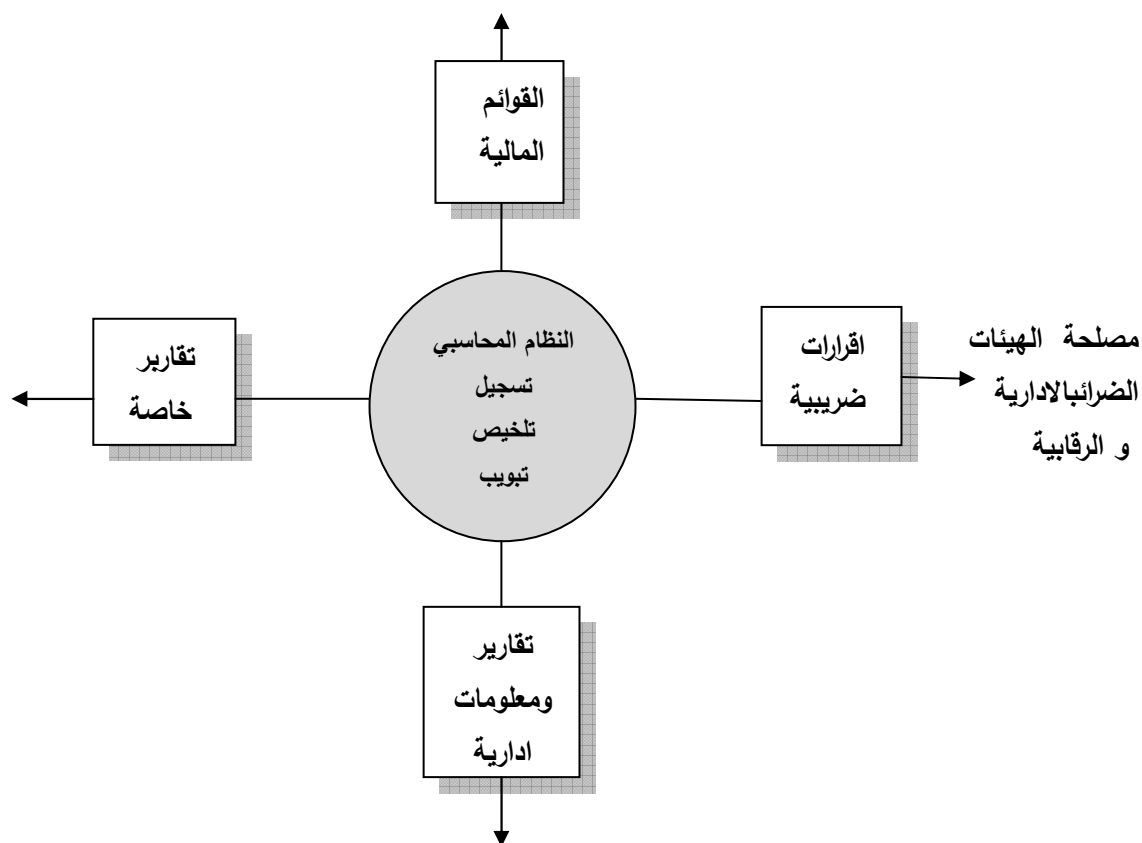 القوائم
المالية
النظام المحاسبي
تسجيل
تلخيص
تبويب
اقرارات
ضريبية
مصلحة الهيئات
الضرائبالادارية
و الرقابية
تقارير
خاصة
تقارير
ومعلومات
ادارية